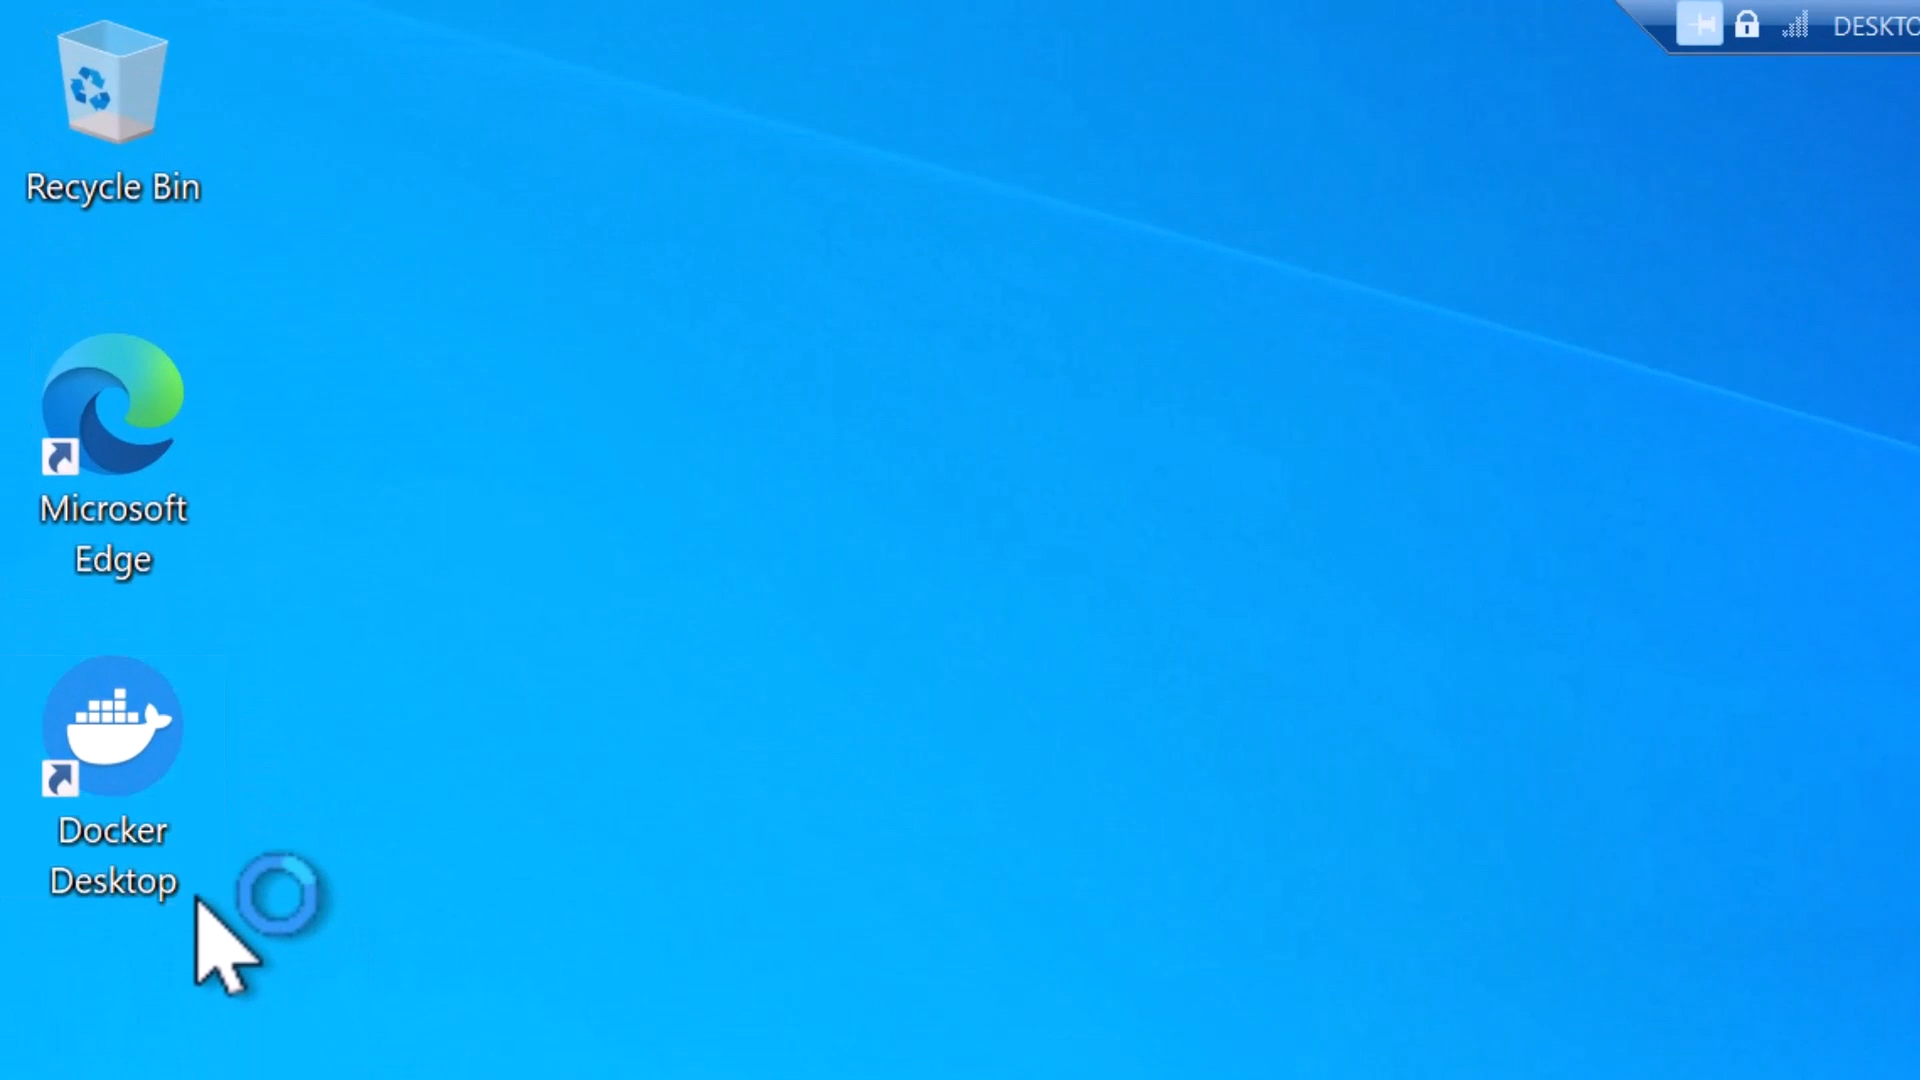 DESKTO
Recycle Bin
Microsoft
Edge
Docker
Desktop